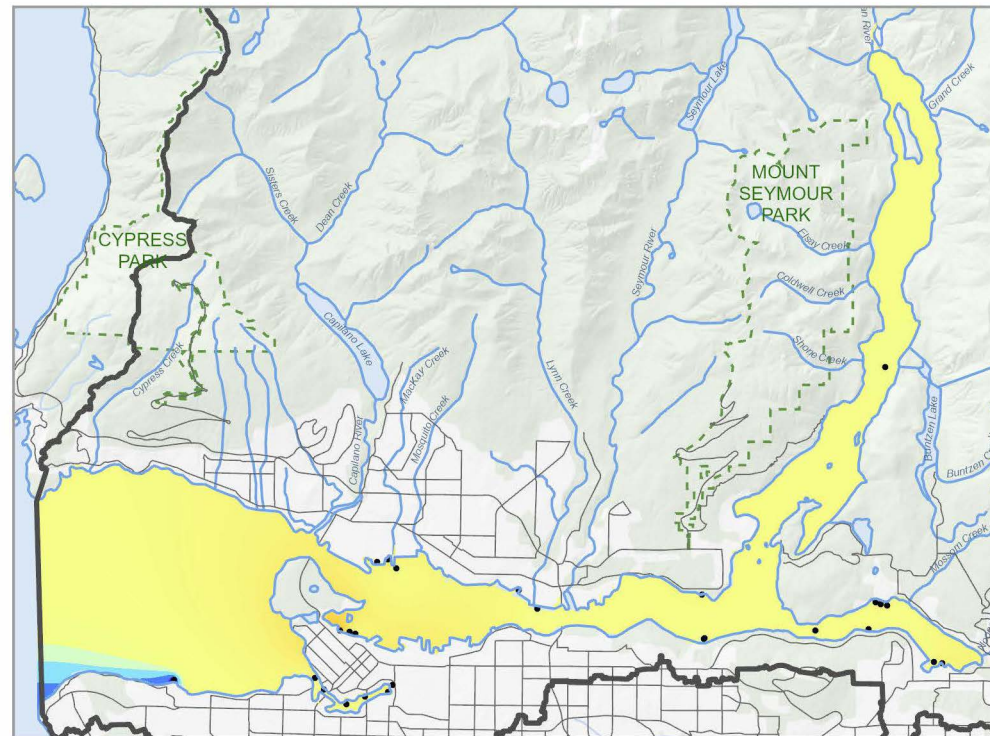 Grand Creek
Seymour Lake
MOUNT
SEYMOUR
PARK
Sisters Creek
Dean Creek
CYPRESS
PARK
Elsay Creek
Seymour River
Coldwell Creek
Capilano Lake
Shone Creek
Cypress Creek
MacKay Creek
Lynn Creek
Mosquito Creek
Buntzen Lake
Capilano River
Buntzen
Mossom Creek